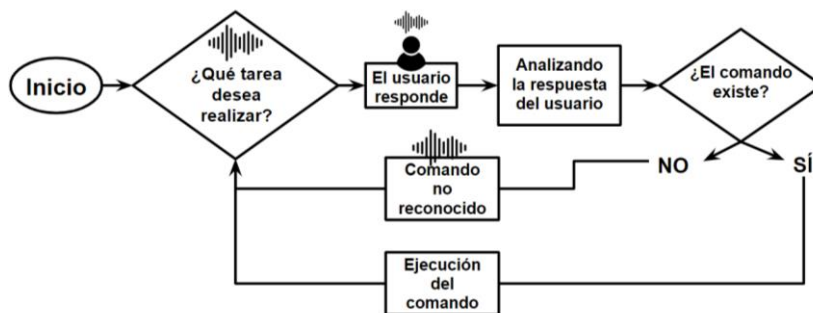 Inicio
¿Qué tarea
desea
realizar?
El usuario
responde
Analizando
la respuesta
del usuario
¿El comando
existe?
NO
SÍ
Comando
no
reconocido
Ejecución
del
comando